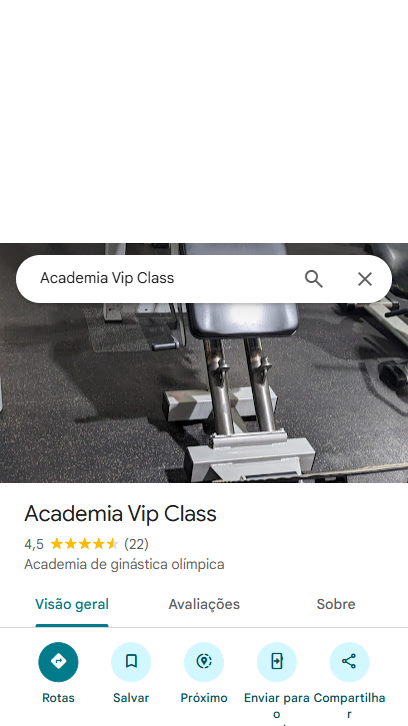 Academia Vip Class
Academia Vip Class
4,5 (22)
Academia de ginástica olímpica
Visão geral Avaliações Sobre
Rotas Salvar Próximo Enviar para Compartilha
o r